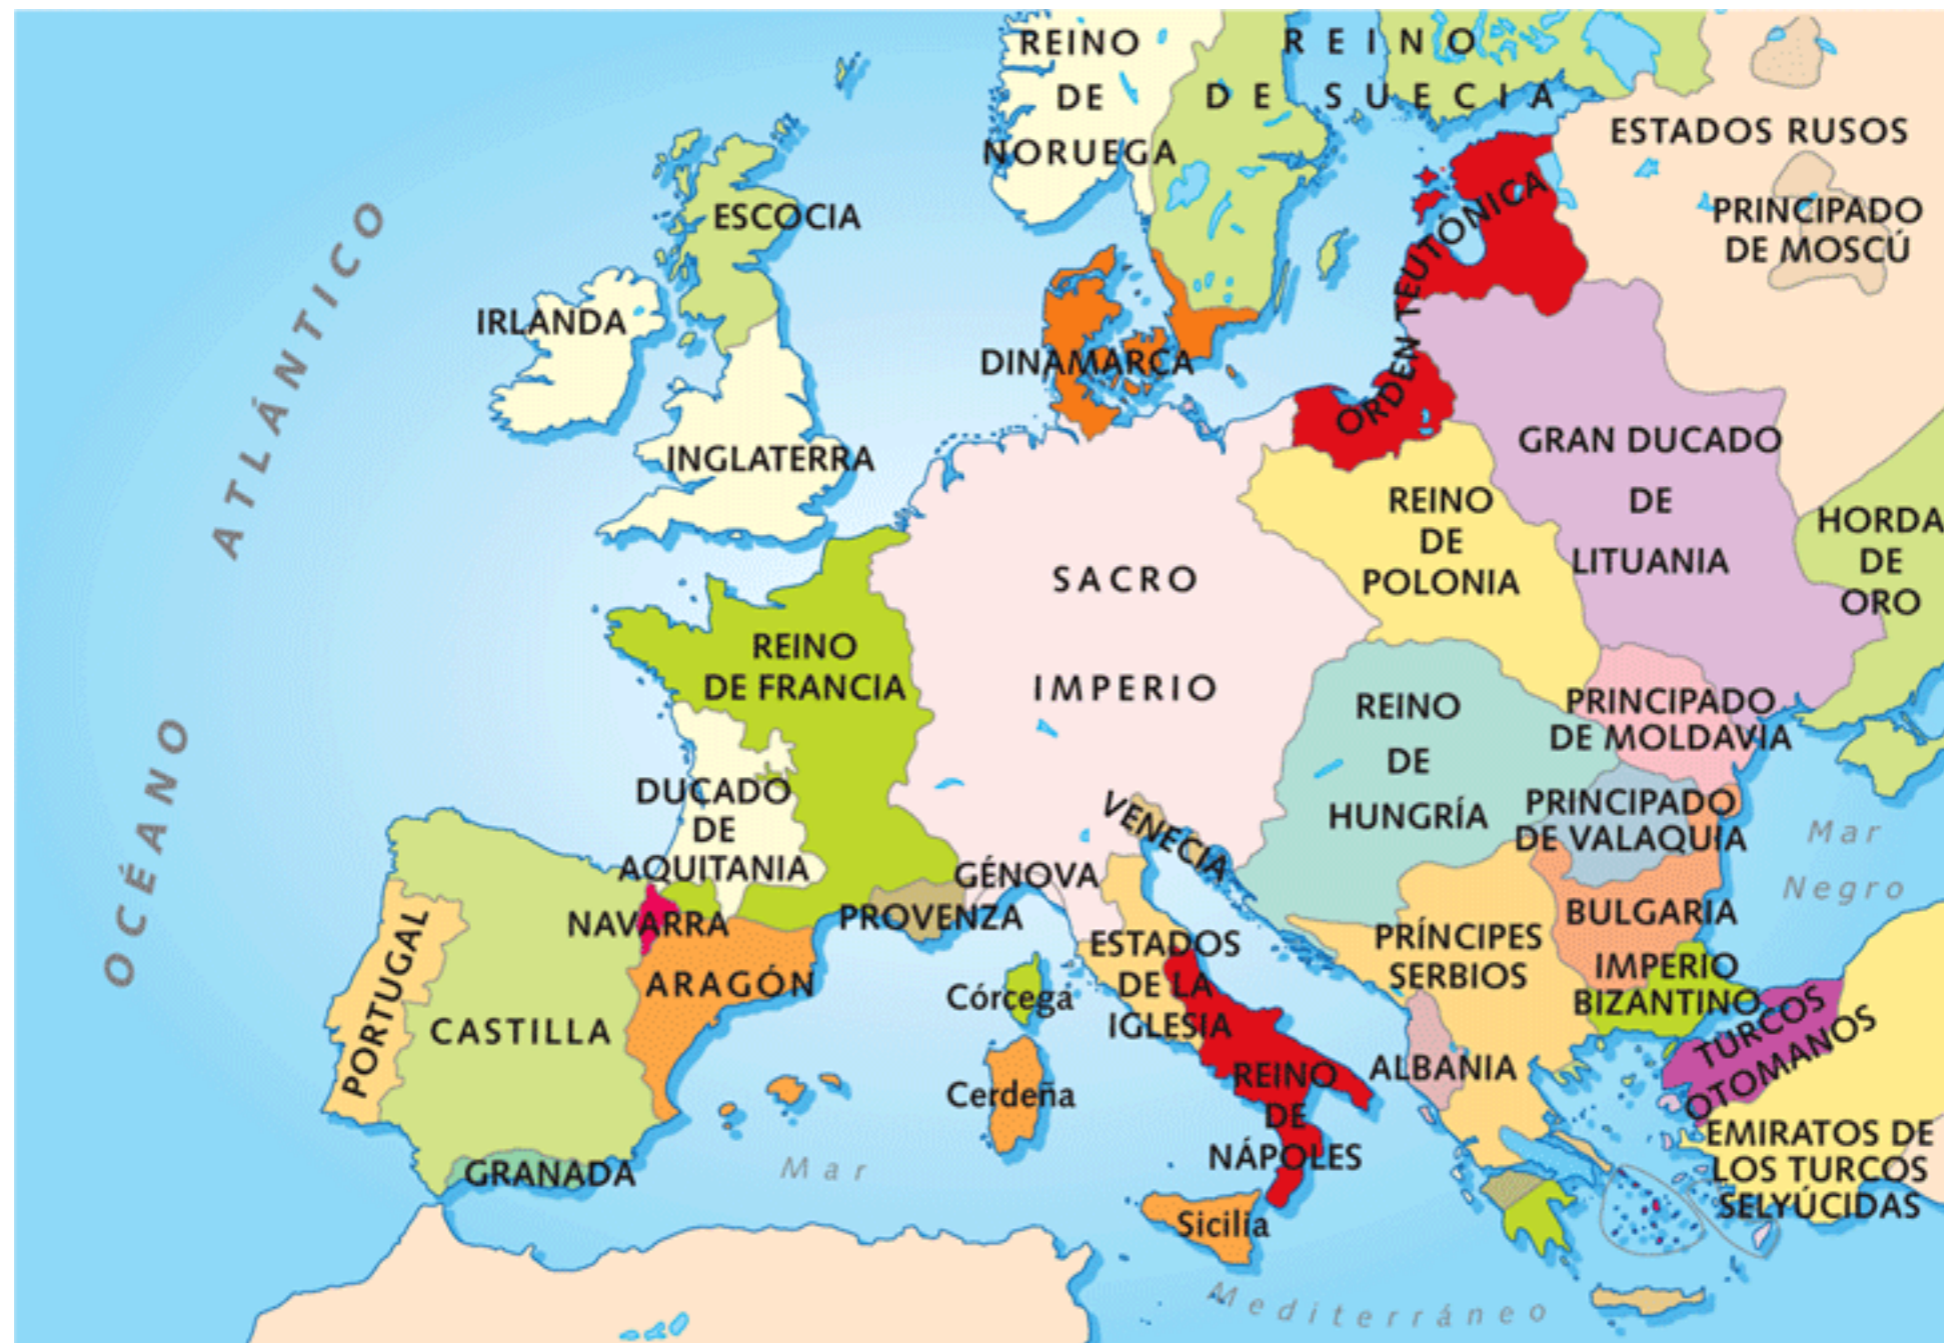 REINO
DE
NORUEGA
REINO
DE SUECIA
ESTADOS RUSOS
PRINCIPADO
DE MOSCÚ
ESCOCIA
IRLANDA
INGLATERRA
DINAMARCA
ORDEN TEUTÓNICA
OCÉANO ATLÁNTICO
GRAN DUCADO
DE
LITUANIA
REINO
DE
POLONIA
HORDA
DE
ORO
SACRO
IMPERIO
REINO
DE FRANCIA
DUCADO
DE
AQUITANIA
REINO
DE
HUNGRÍA
PRINCIPADO
DE MOLDAVIA
PRINCIPADO
DE VALAQUIA
Mar
Negro
VENECIA
GÉNOVA
PROVENZA
NAVARRA
ARAGÓN
PORTUGAL
CASTILLA
GRANADA
Córcega
Cerdeña
ESTADOS
DE LA
IGLESIA
REINO
DE
NÁPOLES
Sicilia
PRÍNCIPES
SERBIOS
BULGARIA
IMPERIO
BIZANTINO
ALBANIA
TURCOS
OTOMANOS
EMIRATOS DE
LOS TURCOS
SELYÚCIDAS
Mar
Mediterráneo